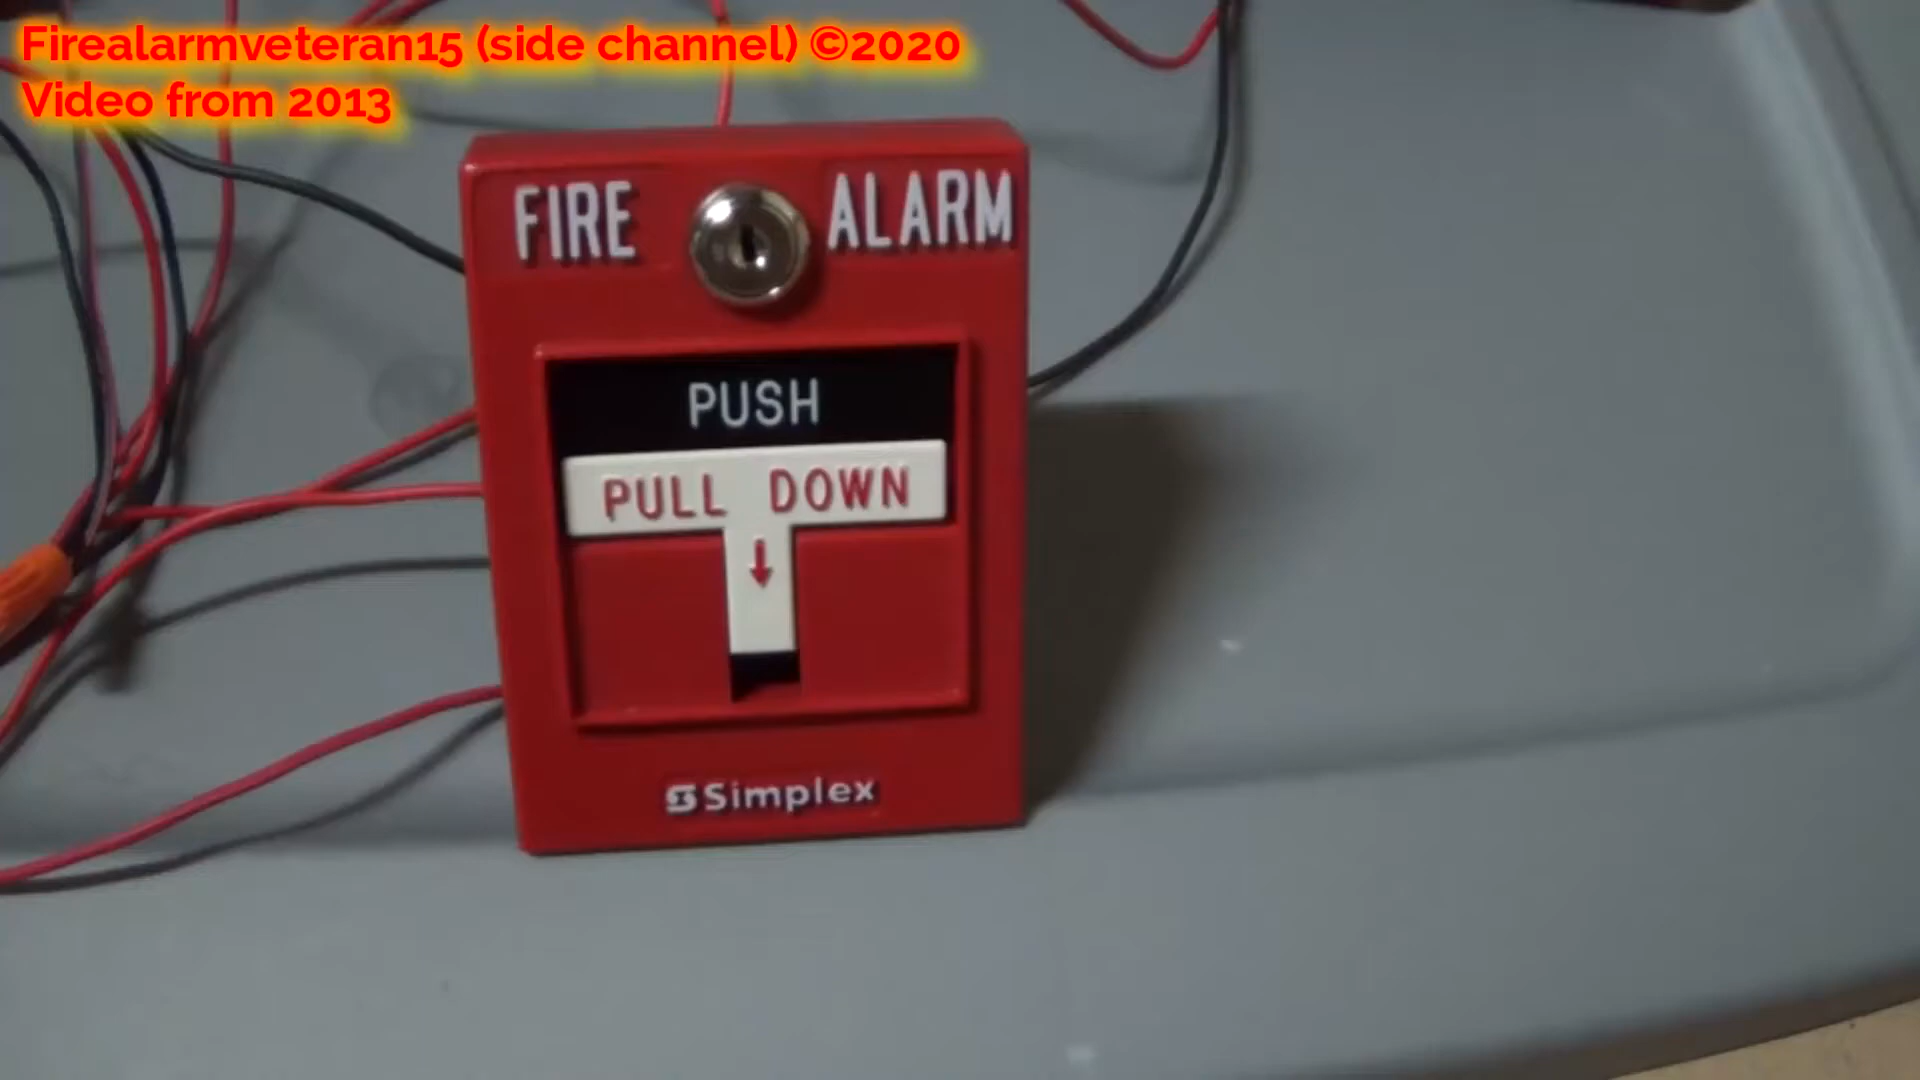 Firealarmveteran15 (side channel) ©2020
Video from 2013
FIRE ALARM
PUSH
PULL DOWN
Simplex